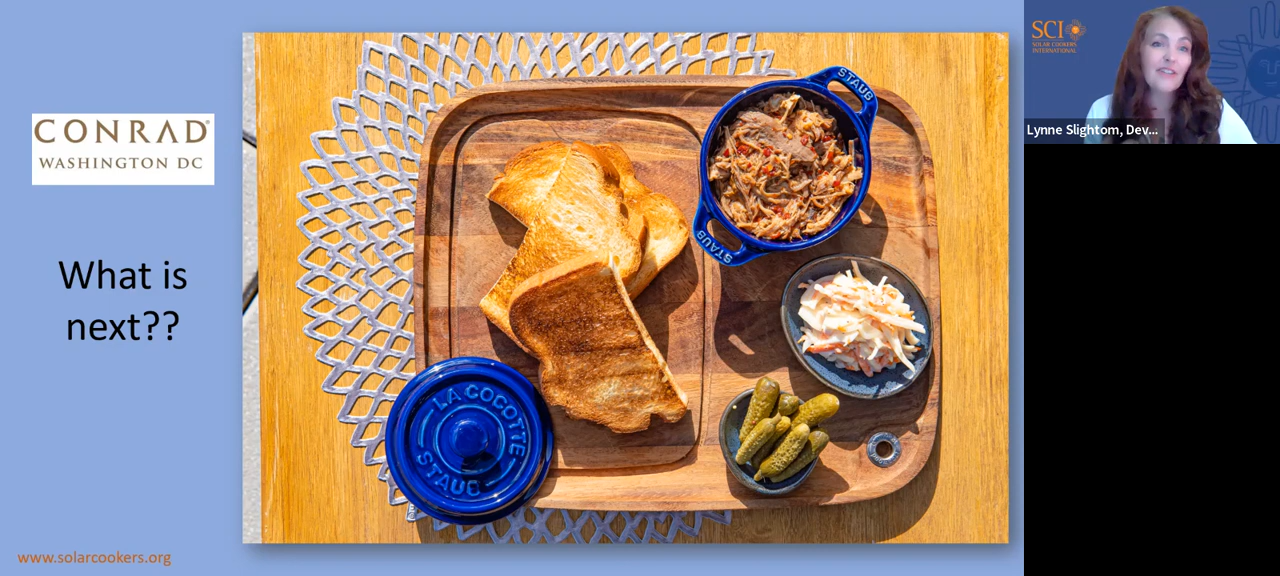 CONRAD®
WASHINGTON DC
What is
next??
www.solarcookers.org
STAUB
STAUB
LA COCOTTE
STAUB
SCI
SOLAR COOKERS
INTERNATIONAL
Lynne Slightom, Dev...